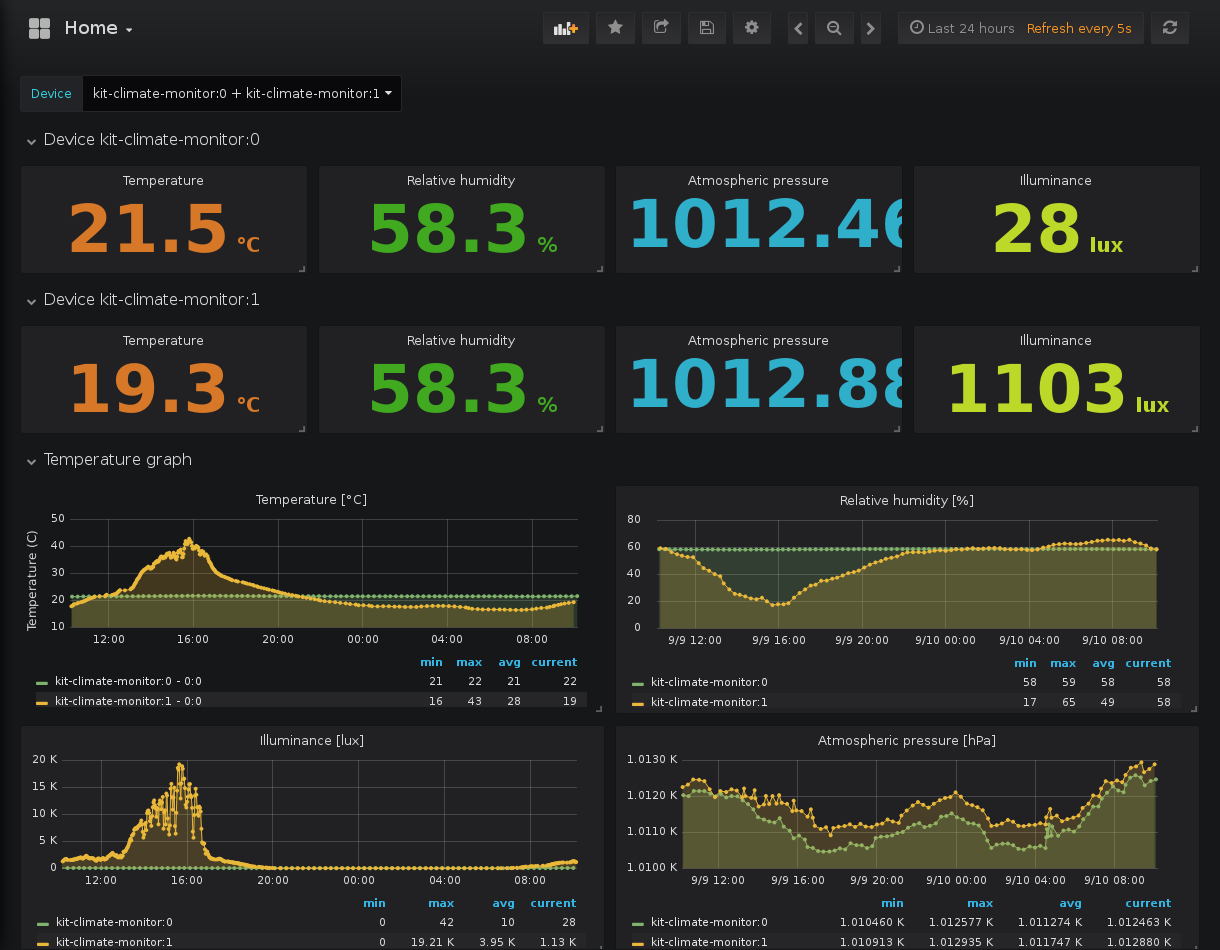 Home
Last 24 hours Refresh every 5s
Device kit-climate-monitor:0 + kit-climate-monitor:1
Device kit-climate-monitor:0
Temperature Relative humidity Atmospheric pressure Illuminance
21.5 °C 58.3 % 1012.46 28 lux
Device kit-climate-monitor:1
Temperature Relative humidity Atmospheric pressure Illuminance
19.3 °C 58.3 % 1012.88 1103 lux
Temperature graph
Temperature [°C]
Temperature (C)
50
40
30
20
10
12:00 16:00 20:00 00:00 04:00 08:00
min max avg current
kit-climate-monitor:0 - 0:0 21 22 21 22
kit-climate-monitor:1 - 0:0 16 43 28 19
Relative humidity [%]
80
60
40
20
0
9/9 12:00 9/9 16:00 9/9 20:00 9/10 00:00 9/10 04:00 9/10 08:00
min max avg current
kit-climate-monitor:0 58 59 58 58
kit-climate-monitor:1 17 65 49 58
Illuminance [lux]
20 K
15 K
10 K
5 K
0
12:00 16:00 20:00 00:00 04:00 08:00
min max avg current
kit-climate-monitor:0 0 42 10 28
kit-climate-monitor:1 0 19.21 K 3.95 K 1.13 K
Atmospheric pressure [hPa]
1.0130 K
1.0120 K
1.0110 K
1.0100 K
9/9 12:00 9/9 16:00 9/9 20:00 9/10 00:00 9/10 04:00 9/10 08:00
min max avg current
kit-climate-monitor:0 1.010460 K 1.012577 K 1.011274 K 1.012463 K
kit-climate-monitor:1 1.010913 K 1.012935 K 1.011747 K 1.012880 K